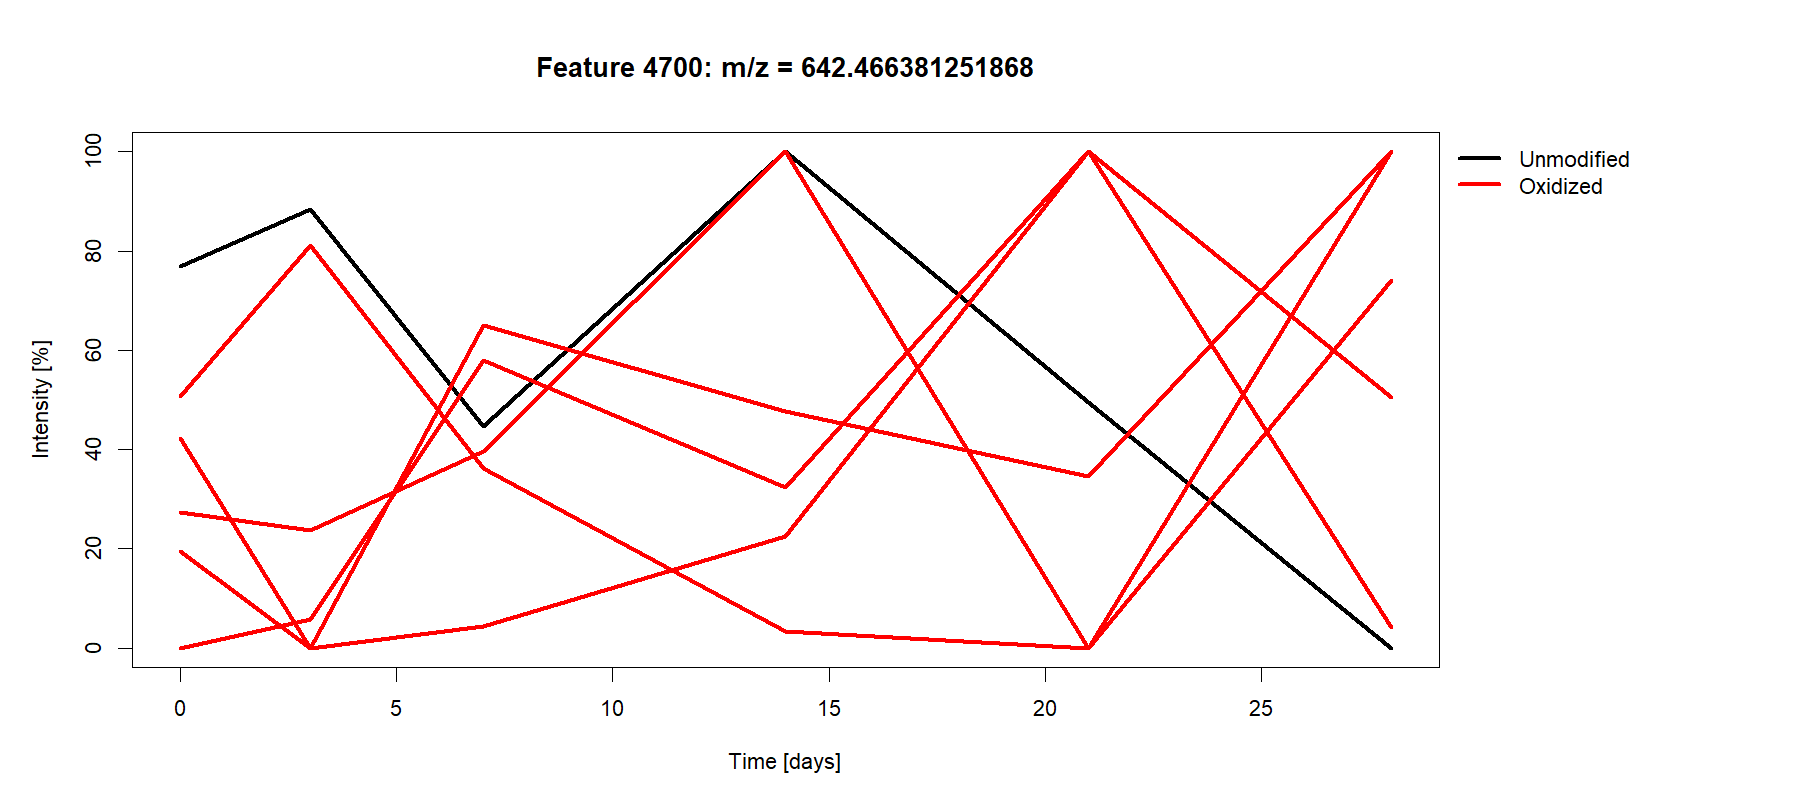 Feature 4700: m/z = 642.466381251868
Unmodified
Oxidized
Intensity [%]
100
80
60
40
20
0
0 5 10 15 20 25
Time [days]